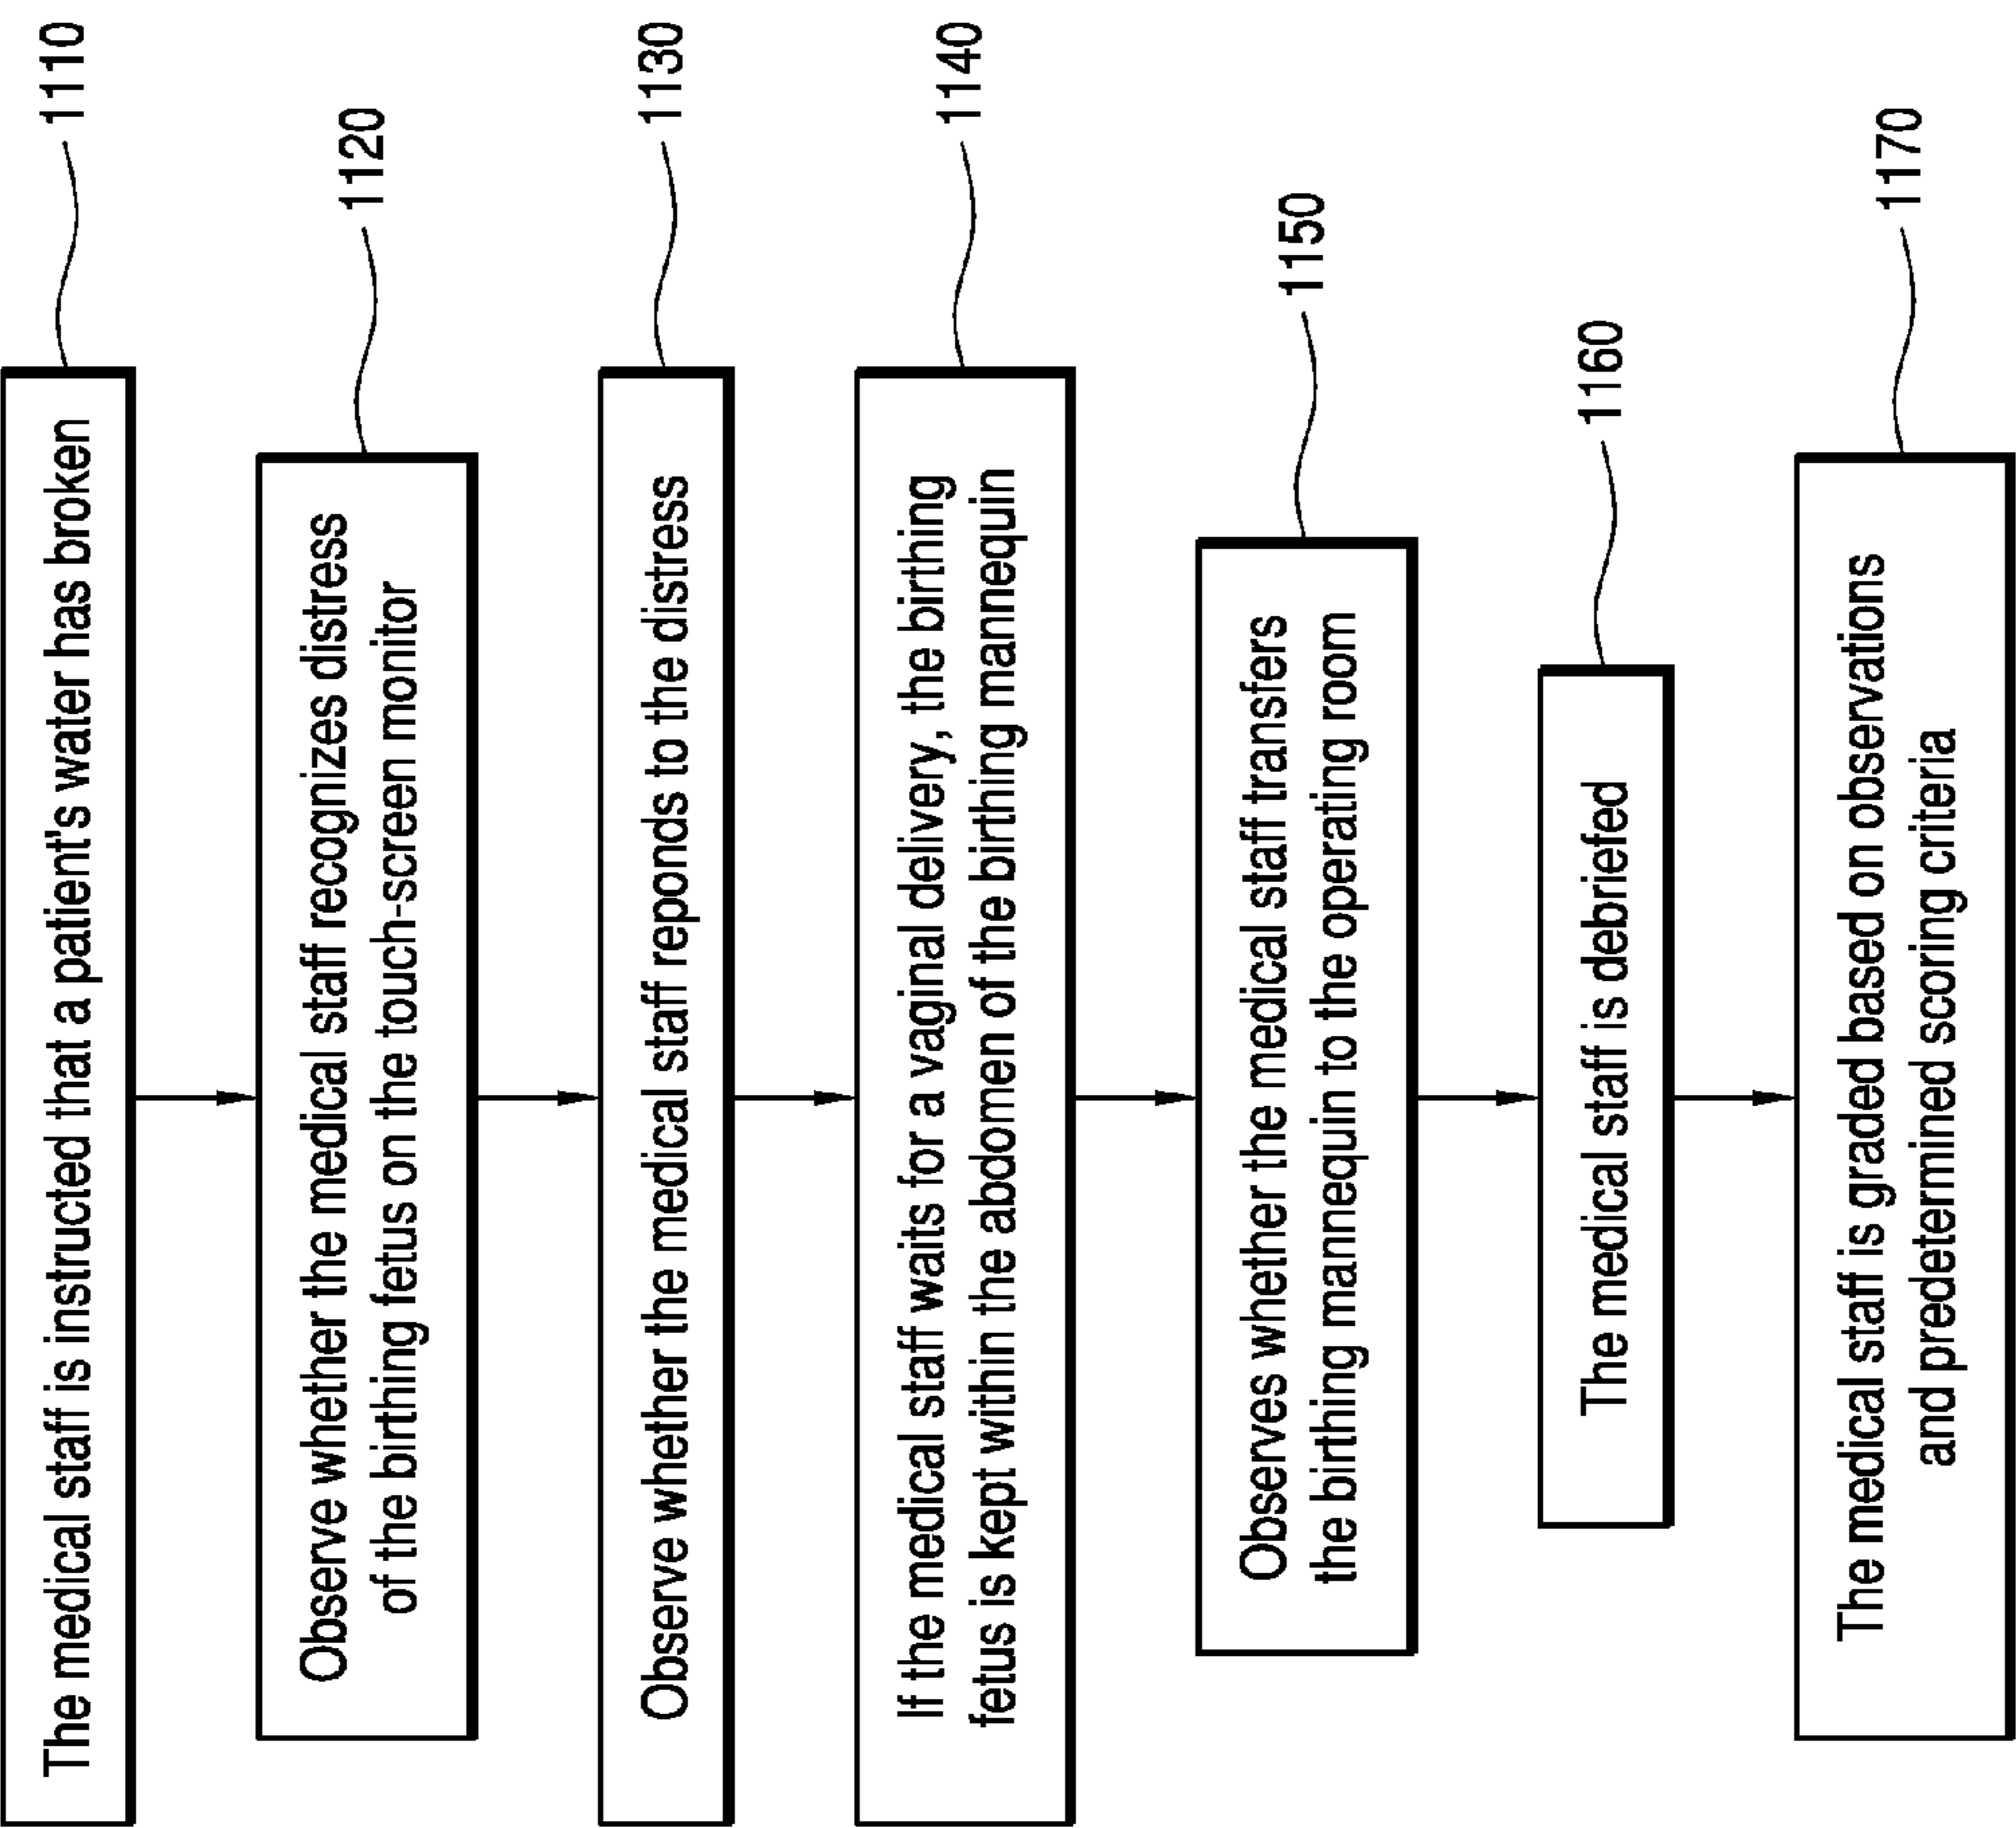 The medical staff is instructed that a patient's water has broken
1110
Observe whether the medical staff recognizes distress
of the birthing fetus on the touch-screen monitor
1120
Observe whether the medical staff reponds to the distress
1130
If the medical staff waits for a vaginal delivery, the birthing
fetus is kept within the abdomen of the birthing mannequin
1140
Observes whether the medical staff transfers
the birthing mannequin to the operating room
1150
The medical staff is debriefed
1160
The medical staff is graded based on observations
and predetermined scoring criteria
1170